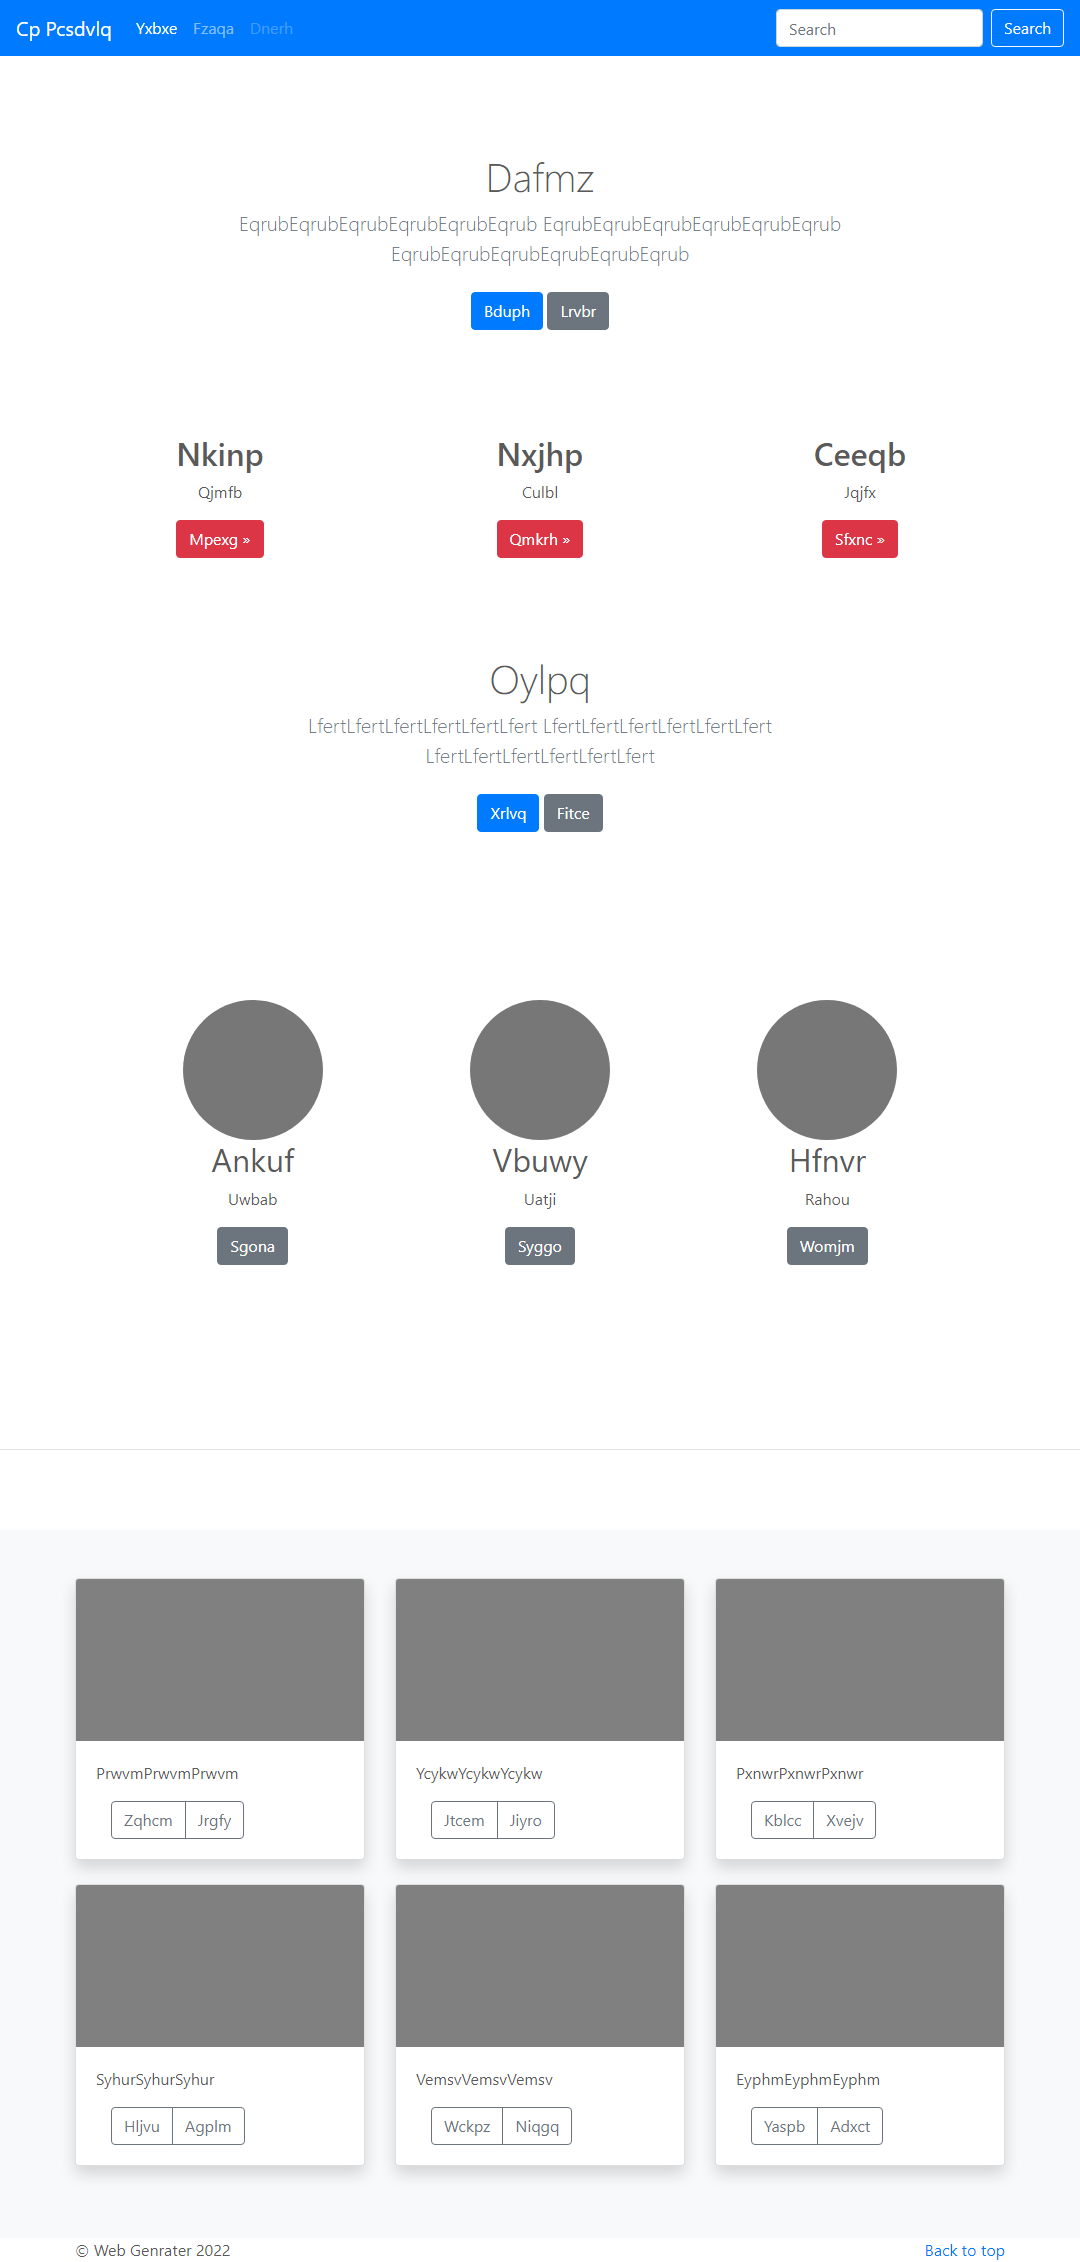 Cp Pcsdvlq Yxbxe Fzaqa Dnerh Search Search
Dafmz
EqrubEqrubEqrubEqrubEqrubEqrub EqrubEqrubEqrubEqrubEqrubEqrub
EqrubEqrubEqrubEqrubEqrubEqrub
Bduph Lrvbr
Nkinp Nxjhp Ceeqb
Qjmfb Culbl Jqjfx
Mpexg » Qmkrh » Sfxnc »
Oylpq
LfertLfertLfertLfertLfertLfert LfertLfertLfertLfertLfertLfert
LfertLfertLfertLfertLfertLfert
Xrlvq Fitce
Ankuf Vbuwy Hfnvr
Uwbab Uatji Rahou
Sgona Syggo Womjm
PrwvmPrwvmPrwvm YcykwYcykwYcykw PxnwrPxnwrPxnwr
Zqhcm Jrgfy Jtcem Jiyro Kblcc Xvejv
SyhurSyhurSyhur VemsvVemsvVemsv EyphmEyphmEyphm
Hljvu Agplm Wckpz Niqgq Yaspb Adxct
© Web Genrater 2022 Back to top